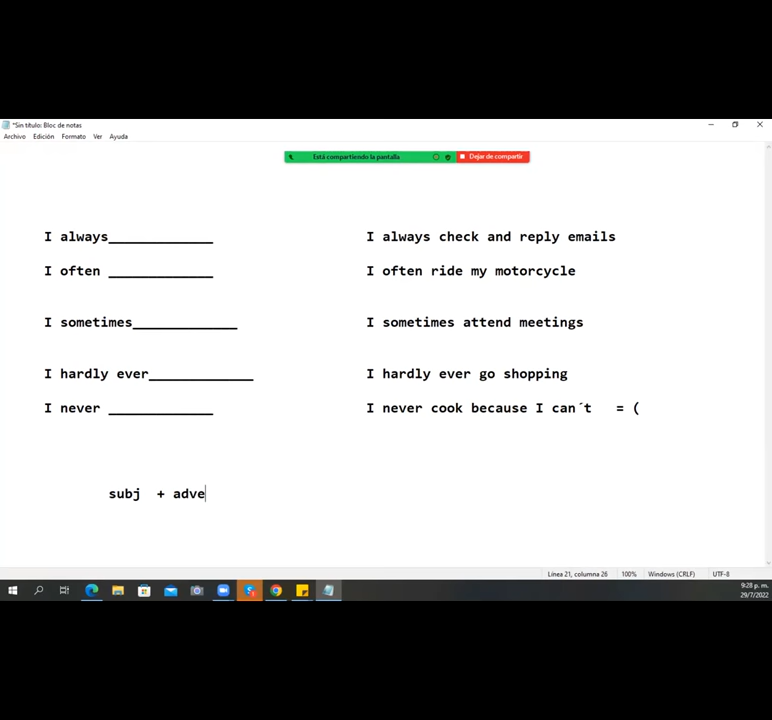 *Sin título: Bloc de notas
Archivo Edición Formato Ver Ayuda
Está compartiendo la pantalla Dejar de compartir
I always_____________ I always check and reply emails
I often _____________ I often ride my motorcycle
I sometimes_____________ I sometimes attend meetings
I hardly ever_____________ I hardly ever go shopping
I never _____________ I never cook because I can´t = (
subj + adve
Línea 21, columna 26 100% Windows (CRLF) UTF-8
9:28 p. m.
29/7/2022